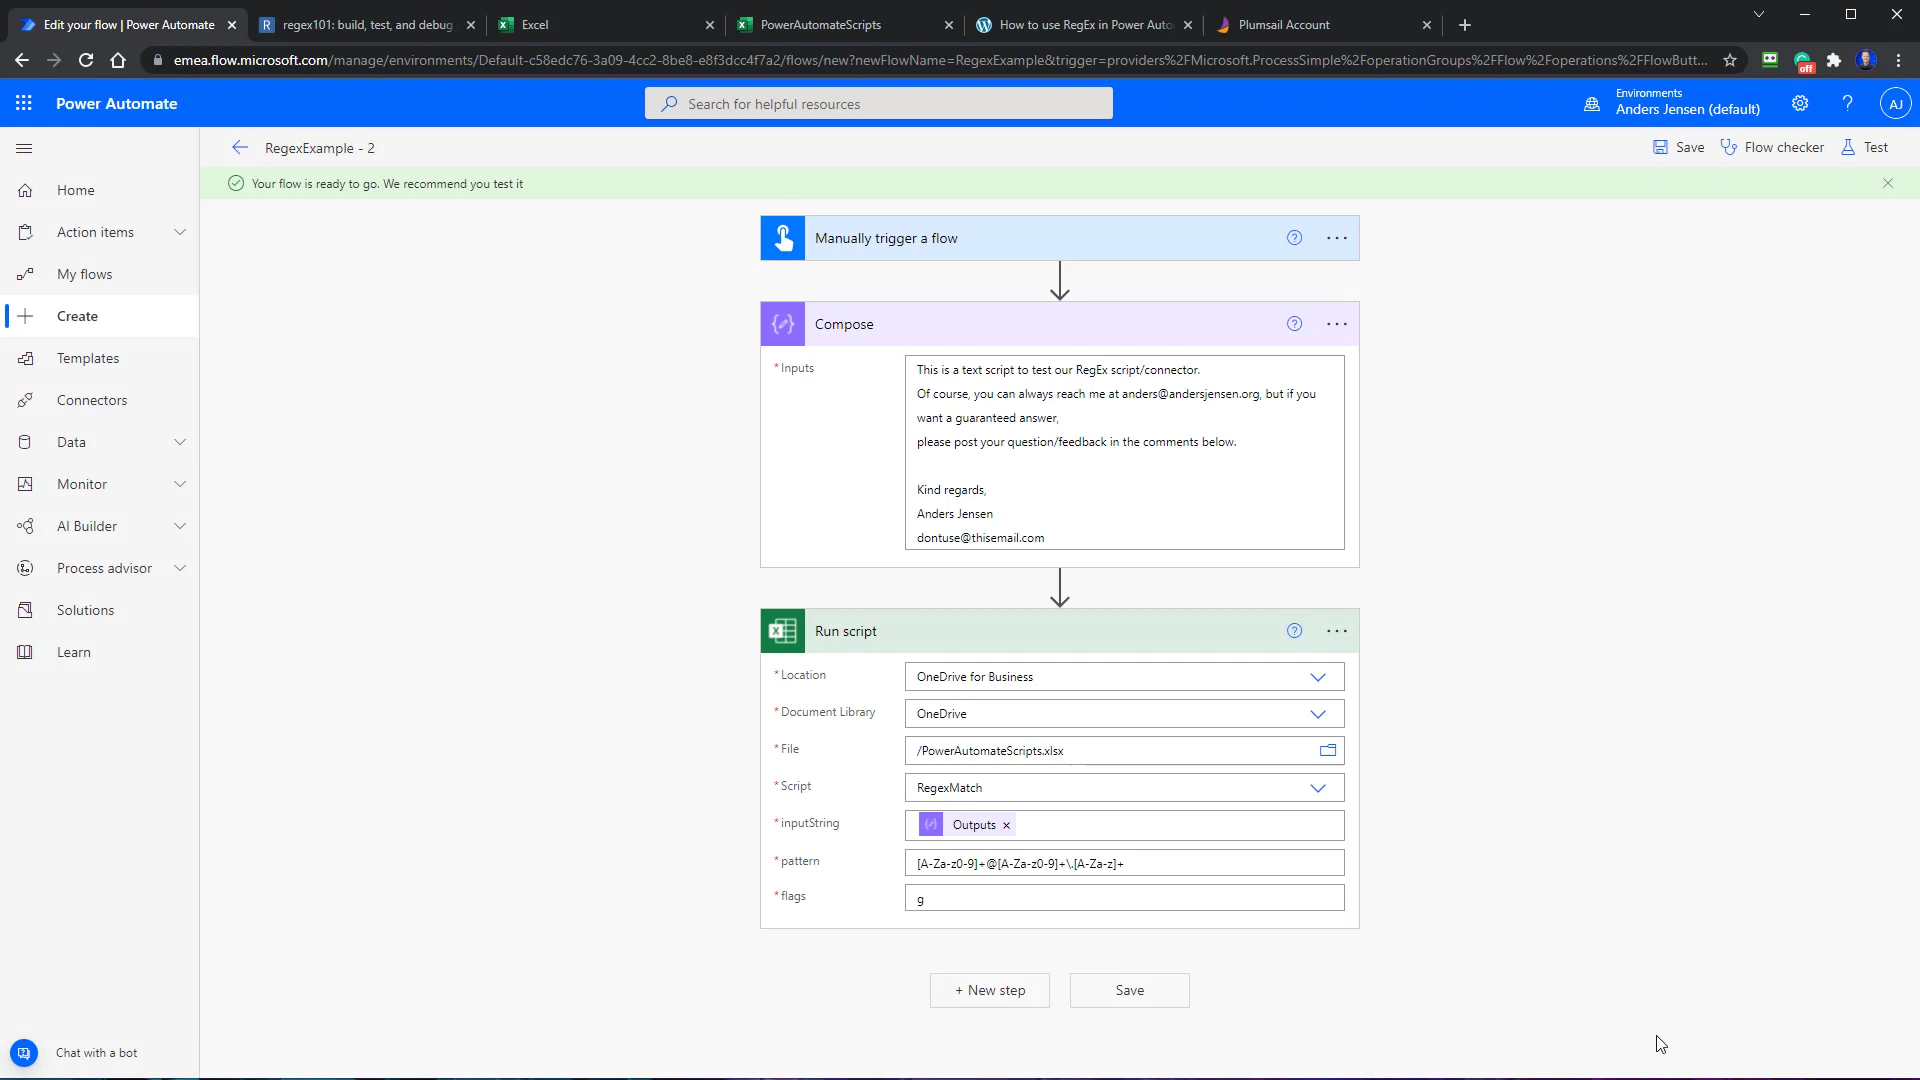 Edit your flow | Power Automate
regex101: build, test, and debug
Excel
PowerAutomateScripts
How to use RegEx in Power Auto
Plumsail Account
emea.flow.microsoft.com/manage/environments/Default-c58edc76-3a09-4cc2-8be8-e8f3dcc4f7a2/flows/new?newFlowName=RegexExample&trigger=providers%2FMicrosoft.ProcessSimple%2FoperationGroups%2FFlow%2Foperations%2FFlowButt...
off
Power Automate
Search for helpful resources
Environments
Anders Jensen (default)
AJ
RegexExample - 2
Save
Flow checker
Test
Your flow is ready to go. We recommend you test it
Home
Action items
My flows
Create
Templates
Connectors
Data
Monitor
AI Builder
Process advisor
Solutions
Learn
Chat with a bot
Manually trigger a flow
Compose
* Inputs
This is a text script to test our RegEx script/connector.
Of course, you can always reach me at anders@andersjensen.org, but if you
want a guaranteed answer,
please post your question/feedback in the comments below.
Kind regards,
Anders Jensen
dontuse@thisemail.com
Run script
* Location
OneDrive for Business
* Document Library
OneDrive
* File
/PowerAutomateScripts.xlsx
* Script
RegexMatch
* inputString
Outputs
* pattern
[A-Za-z0-9]+@[A-Za-z0-9]+\.[A-Za-z]+
* flags
g
+ New step
Save